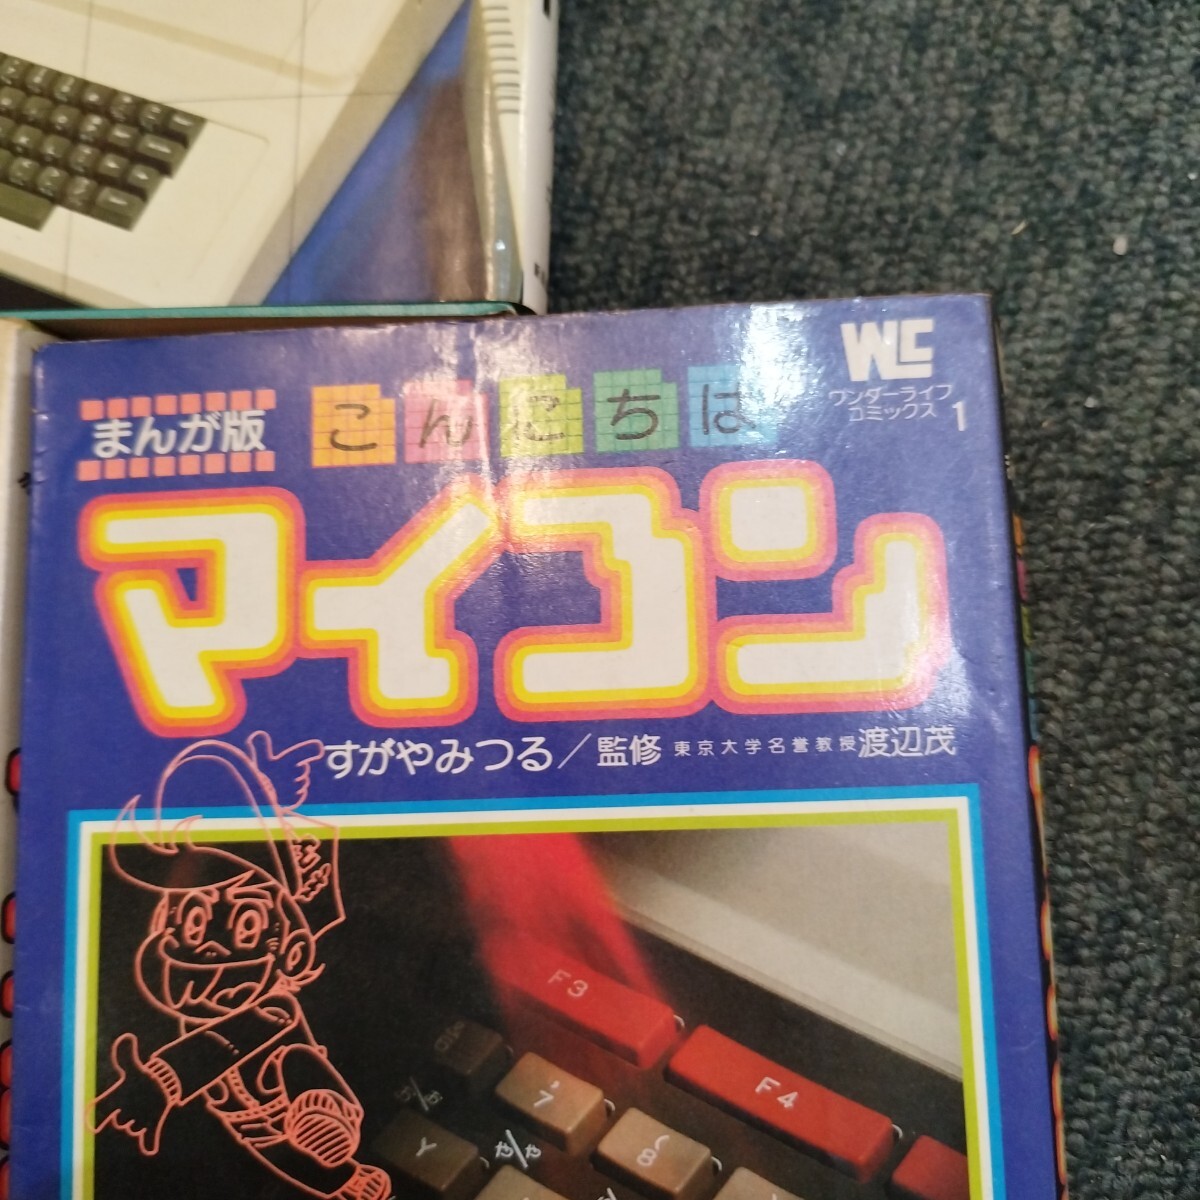 WLC
ワンダーライフ
コミックス 1
まんが版 こんにちは
マイコン
すがやみつる／監修 東京大学名誉教授 渡辺茂
F3
F4
7
8
Y